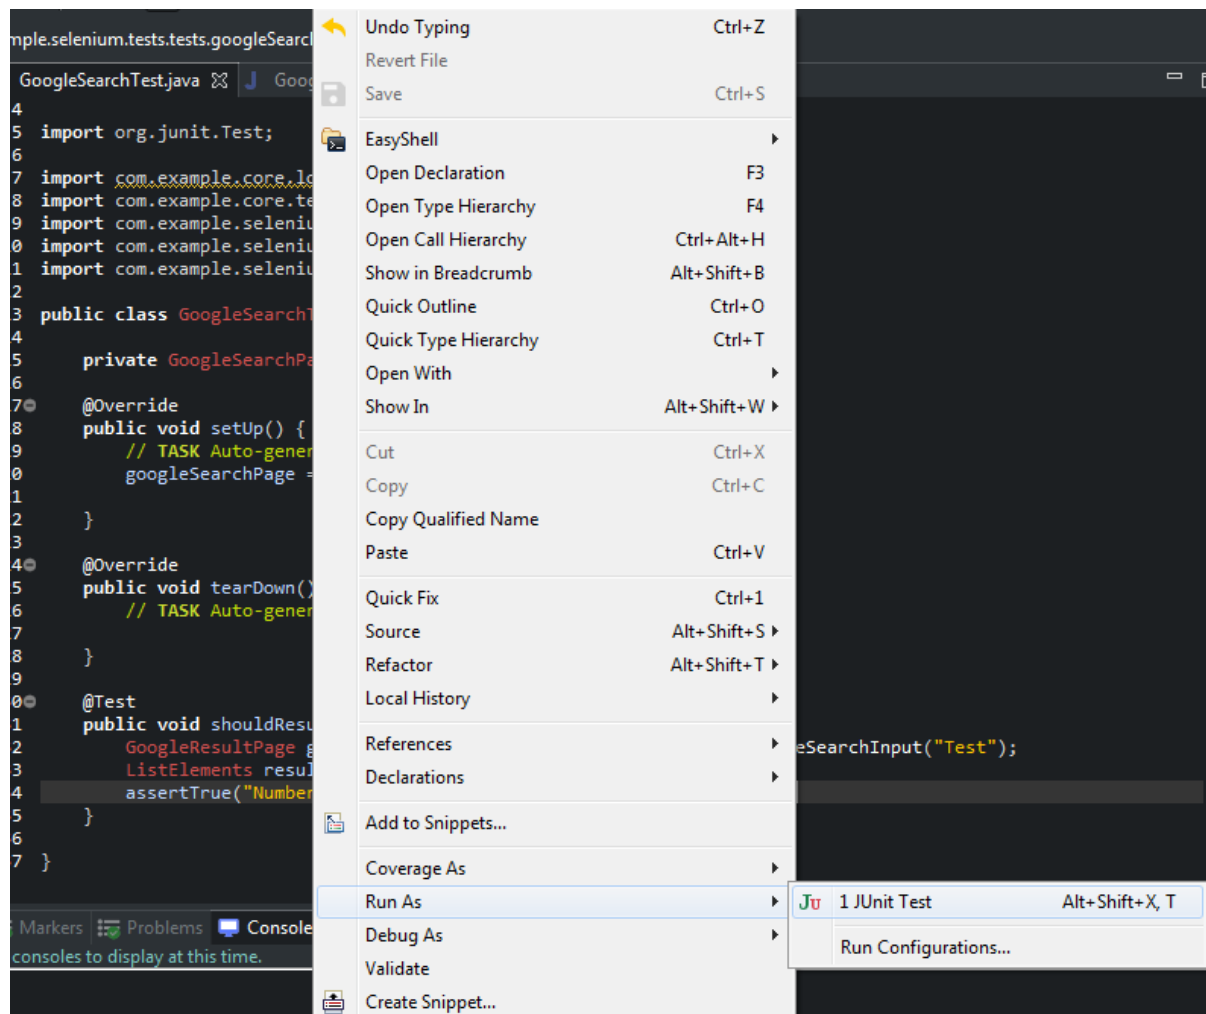 mple.selenium.tests.tests.googleSearc
GoogleSearchTest.java Goo
4
5 import org.junit.Test;
6
7 import com.example.core.lo
8 import com.example.core.te
9 import com.example.seleniu
0 import com.example.seleniu
1 import com.example.seleniu
2
3 public class GoogleSearchT
4
5 private GoogleSearchPa
6
7 @Override
8 public void setUp() {
9 // TASK Auto-gener
0 googleSearchPage =
1
2 }
3
4 @Override
5 public void tearDown()
6 // TASK Auto-gener
7
8 }
9
0 @Test
1 public void shouldResu
2 GoogleResultPage g
eSearchInput("Test");
3 ListElements resul
4 assertTrue("Number
5 }
6
7 }
Markers Problems Console
consoles to display at this time.
Undo Typing Ctrl+Z
Revert File
Save Ctrl+S
EasyShell
Open Declaration F3
Open Type Hierarchy F4
Open Call Hierarchy Ctrl+Alt+H
Show in Breadcrumb Alt+Shift+B
Quick Outline Ctrl+O
Quick Type Hierarchy Ctrl+T
Open With
Show In Alt+Shift+W
Cut Ctrl+X
Copy Ctrl+C
Copy Qualified Name
Paste Ctrl+V
Quick Fix Ctrl+1
Source Alt+Shift+S
Refactor Alt+Shift+T
Local History
References
Declarations
Add to Snippets...
Coverage As
Run As
Debug As
Validate
Create Snippet...
Ju 1 JUnit Test Alt+Shift+X, T
Run Configurations...